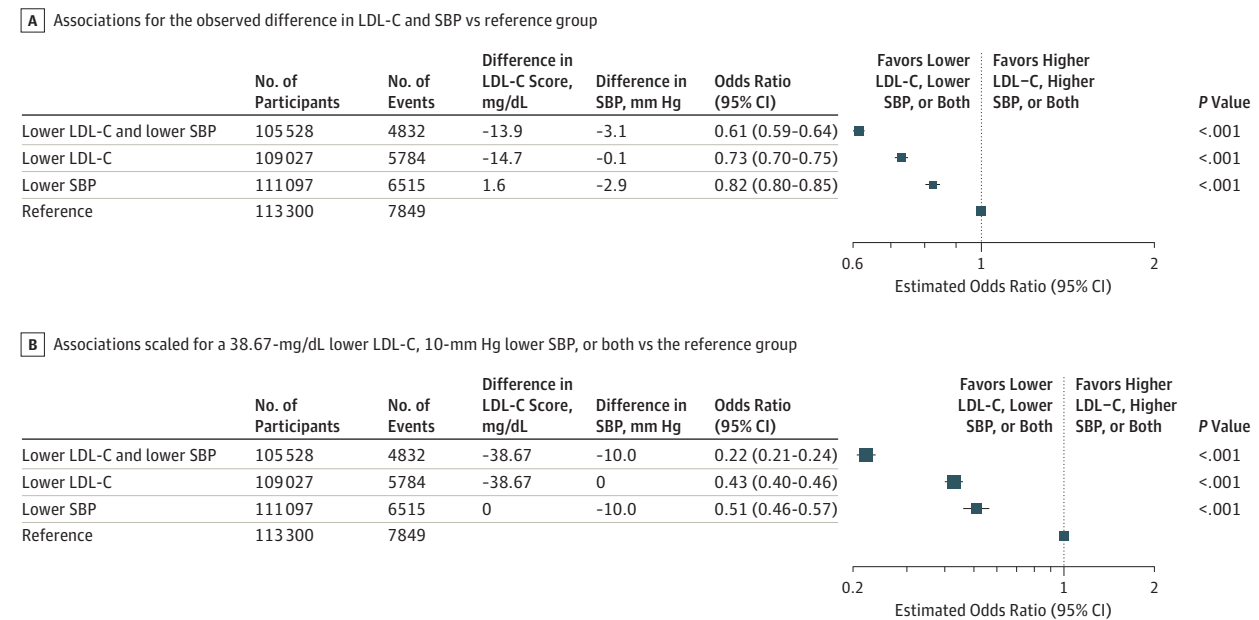 A Associations for the observed difference in LDL-C and SBP vs reference group
No. of Participants No. of Events Difference in LDL-C Score, mg/dL Difference in SBP, mm Hg Odds Ratio (95% CI) Favors Lower LDL-C, Lower SBP, or Both Favors Higher LDL–C, Higher SBP, or Both P Value
Lower LDL-C and lower SBP 105528 4832 -13.9 -3.1 0.61 (0.59-0.64) <.001
Lower LDL-C 109027 5784 -14.7 -0.1 0.73 (0.70-0.75) <.001
Lower SBP 111097 6515 1.6 -2.9 0.82 (0.80-0.85) <.001
Reference 113300 7849
0.6 1 2
Estimated Odds Ratio (95% CI)
B Associations scaled for a 38.67-mg/dL lower LDL-C, 10-mm Hg lower SBP, or both vs the reference group
No. of Participants No. of Events Difference in LDL-C Score, mg/dL Difference in SBP, mm Hg Odds Ratio (95% CI) Favors Lower LDL-C, Lower SBP, or Both Favors Higher LDL–C, Higher SBP, or Both P Value
Lower LDL-C and lower SBP 105528 4832 -38.67 -10.0 0.22 (0.21-0.24) <.001
Lower LDL-C 109027 5784 -38.67 0 0.43 (0.40-0.46) <.001
Lower SBP 111097 6515 0 -10.0 0.51 (0.46-0.57) <.001
Reference 113300 7849
0.2 1 2
Estimated Odds Ratio (95% CI)